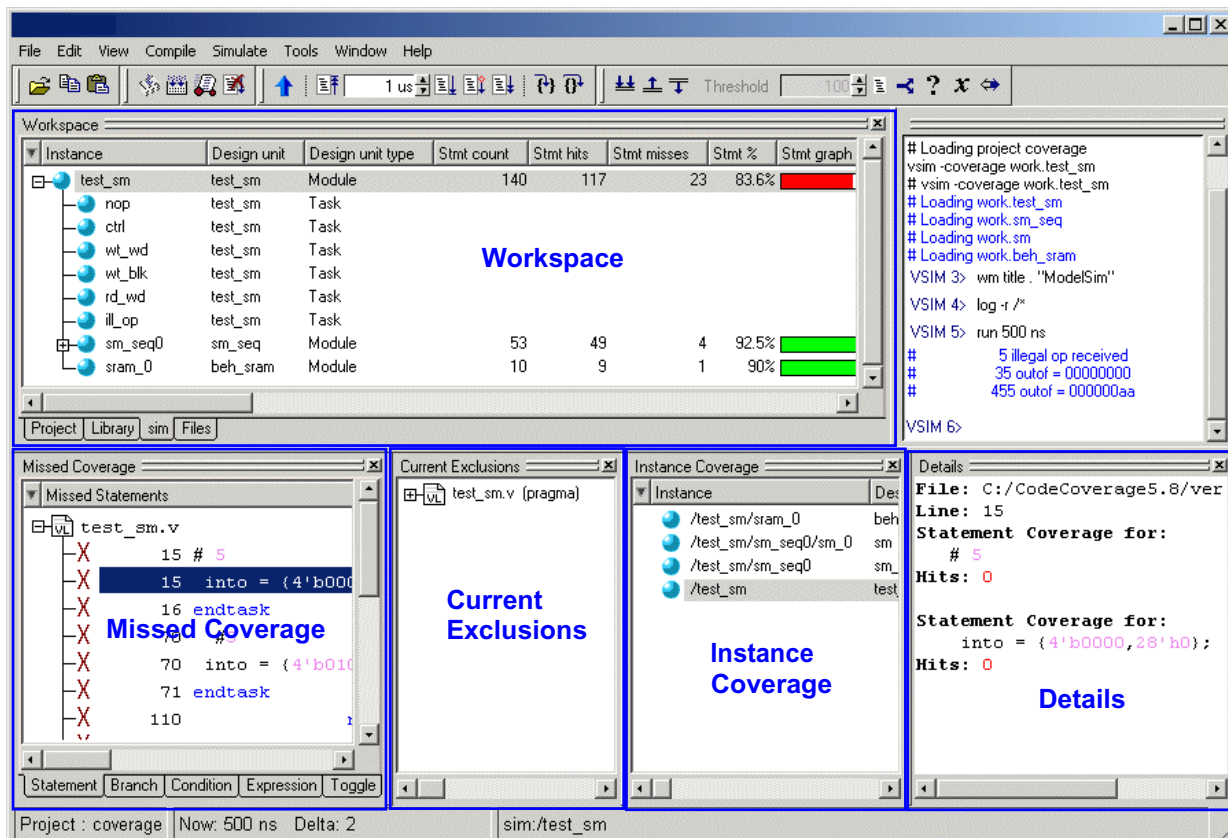 File Edit View Compile Simulate Tools Window Help
1 us Threshold 100 ? x
Workspace
Instance Design unit Design unit type Stmt count Stmt hits Stmt misses Stmt % Stmt graph
test_sm test_sm Module 140 117 23 83.6%
nop test_sm Task
ctrl test_sm Task
wt_wd test_sm Task
wt_blk test_sm Task
rd_wd test_sm Task
ill_op test_sm Task
sm_seq0 sm_seq Module 53 49 4 92.5%
sram_0 beh_sram Module 10 9 1 90%
Workspace
Project Library sim Files
# Loading project coverage
vsim -coverage work.test_sm
# vsim -coverage work.test_sm
# Loading work.test_sm
# Loading work.sm_seq
# Loading work.sm
# Loading work.beh_sram
VSIM 3> wm title . "ModelSim"
VSIM 4> log -r /*
VSIM 5> run 500 ns
# 5 illegal op received
# 35 outof = 00000000
# 455 outof = 000000aa
VSIM 6>
Missed Coverage
Missed Statements
test_sm.v
X 15 # 5
X 15 into = {4'b000
X 16 endtask
X 70 #
X 70 into = {4'b010
X 71 endtask
X 110
Missed Coverage
Statement Branch Condition Expression Toggle
Current Exclusions
test_sm.v (pragma)
Current
Exclusions
Instance Coverage
Instance Des
/test_sm/sram_0 beh
/test_sm/sm_seq0/sm_0 sm
/test_sm/sm_seq0 sm_
/test_sm test_
Instance
Coverage
Details
File: C:/CodeCoverage5.8/ver
Line: 15
Statement Coverage for:
# 5
Hits: 0
Statement Coverage for:
into = {4'b0000,28'h0};
Hits: 0
Details
Project : coverage Now: 500 ns Delta: 2 sim:/test_sm